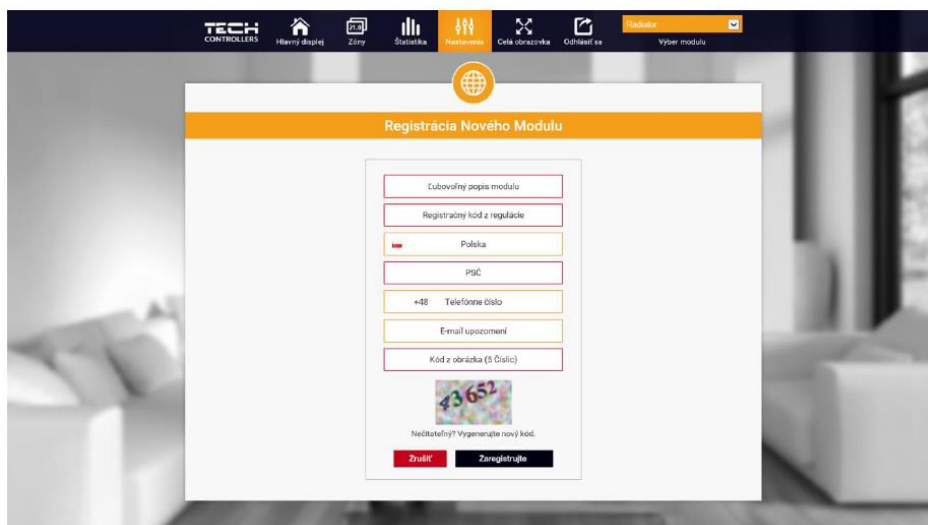 TECH
CONTROLLERS
Hlavný displej
21.0
Zóny
Štatistika
Nastavenia
Celá obrazovka
Odhlásiť sa
Radiator
Výber modulu
Registrácia Nového Modulu
Ľubovoľný popis modulu
Registračný kód z regulácie
Polska
PSČ
+48 Telefónne číslo
E-mail upozornení
Kód z obrázka (5 Číslic)
43652
Nečitateľný? Vygenerujte nový kód.
Zrušiť Zaregistrujte